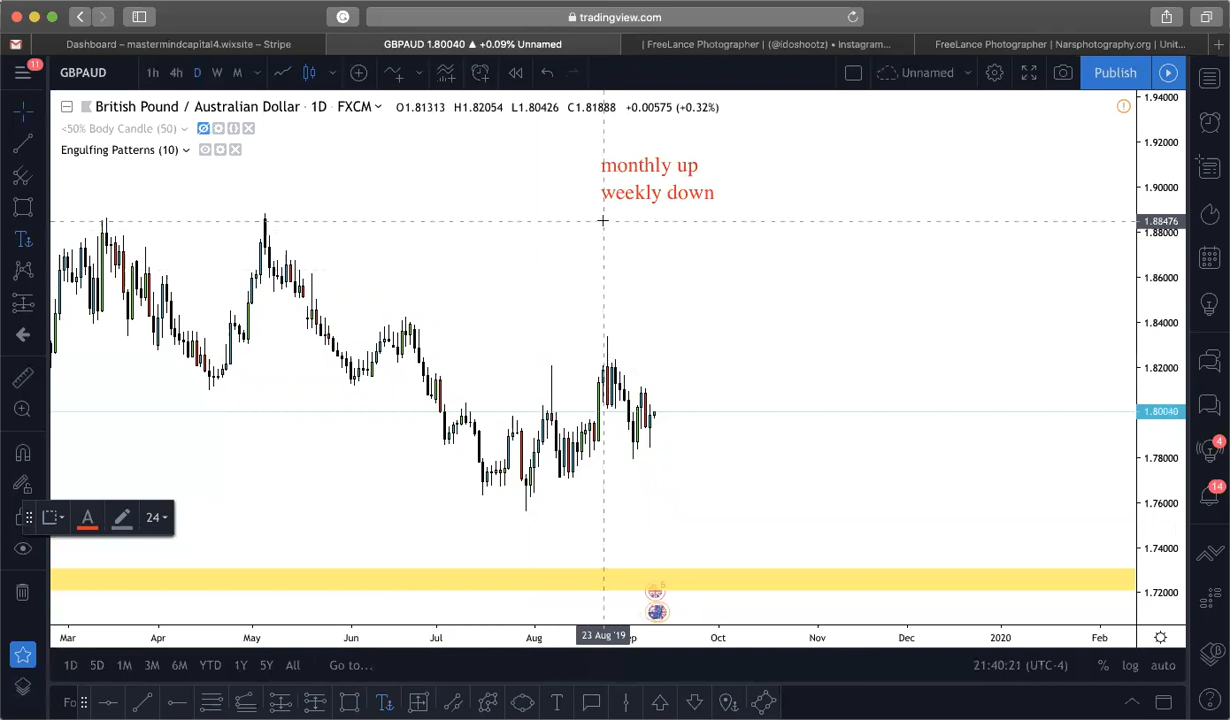 tradingview.com
Dashboard – mastermindcapital4.wixsite – Stripe
GBPAUD 1.80040 ▲ +0.09% Unnamed
| FreeLance Photographer | (@idoshootz) • Instagram...
FreeLance Photographer | Narsphotography.org | Unit...
11
GBPAUD
1h 4h D W M
Unnamed
Publish
British Pound / Australian Dollar · 1D · FXCM
O1.81313 H1.82054 L1.80426 C1.81888 +0.00575 (+0.32%)
<50% Body Candle (50)
Engulfing Patterns (10)
monthly up
weekly down
1.94000
1.92000
1.90000
1.88476
1.88000
1.86000
1.84000
1.82000
1.80040
1.78000
1.76000
1.74000
1.72000
4
14
24
5
Mar Apr May Jun Jul Aug 23 Aug '19 ep Oct Nov Dec 2020 Feb
1D 5D 1M 3M 6M YTD 1Y 5Y All Go to...
21:40:21 (UTC-4) % log auto
Fo